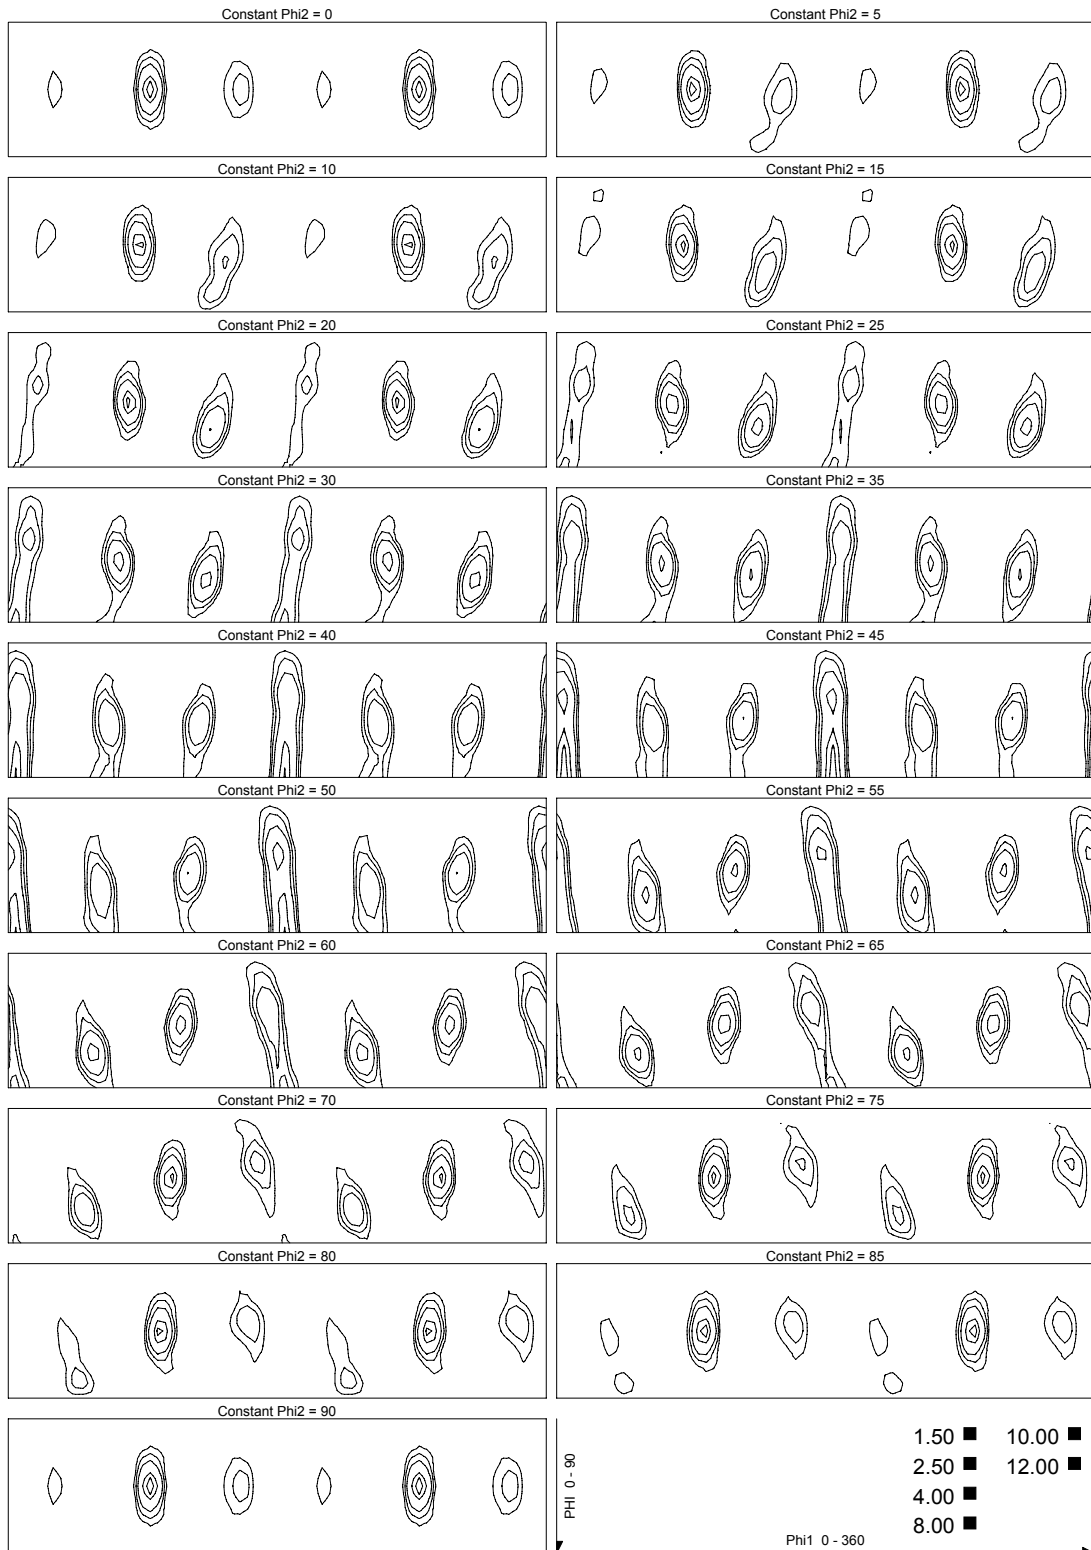 Constant Phi2 = 0
Constant Phi2 = 5
Constant Phi2 = 10
Constant Phi2 = 15
Constant Phi2 = 20
Constant Phi2 = 25
Constant Phi2 = 30
Constant Phi2 = 35
Constant Phi2 = 40
Constant Phi2 = 45
Constant Phi2 = 50
Constant Phi2 = 55
Constant Phi2 = 60
Constant Phi2 = 65
Constant Phi2 = 70
Constant Phi2 = 75
Constant Phi2 = 80
Constant Phi2 = 85
Constant Phi2 = 90
PHI 0 - 90
1.50 10.00
2.50 12.00
4.00
8.00
Phi1 0 - 360